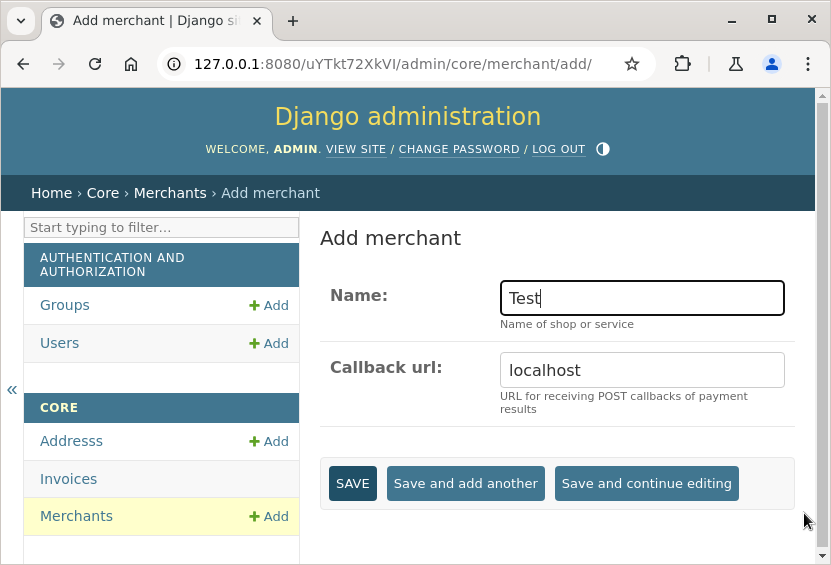 Add merchant | Django si
127.0.0.1:8080/uYTkt72XkVI/admin/core/merchant/add/
Django administration
WELCOME, ADMIN. VIEW SITE / CHANGE PASSWORD / LOG OUT
Home › Core › Merchants › Add merchant
Start typing to filter...
AUTHENTICATION AND
AUTHORIZATION
Groups + Add
Users + Add
«
CORE
Addresss + Add
Invoices
Merchants + Add
Add merchant
Name: Test
Name of shop or service
Callback url: localhost
URL for receiving POST callbacks of payment
results
SAVE Save and add another Save and continue editing